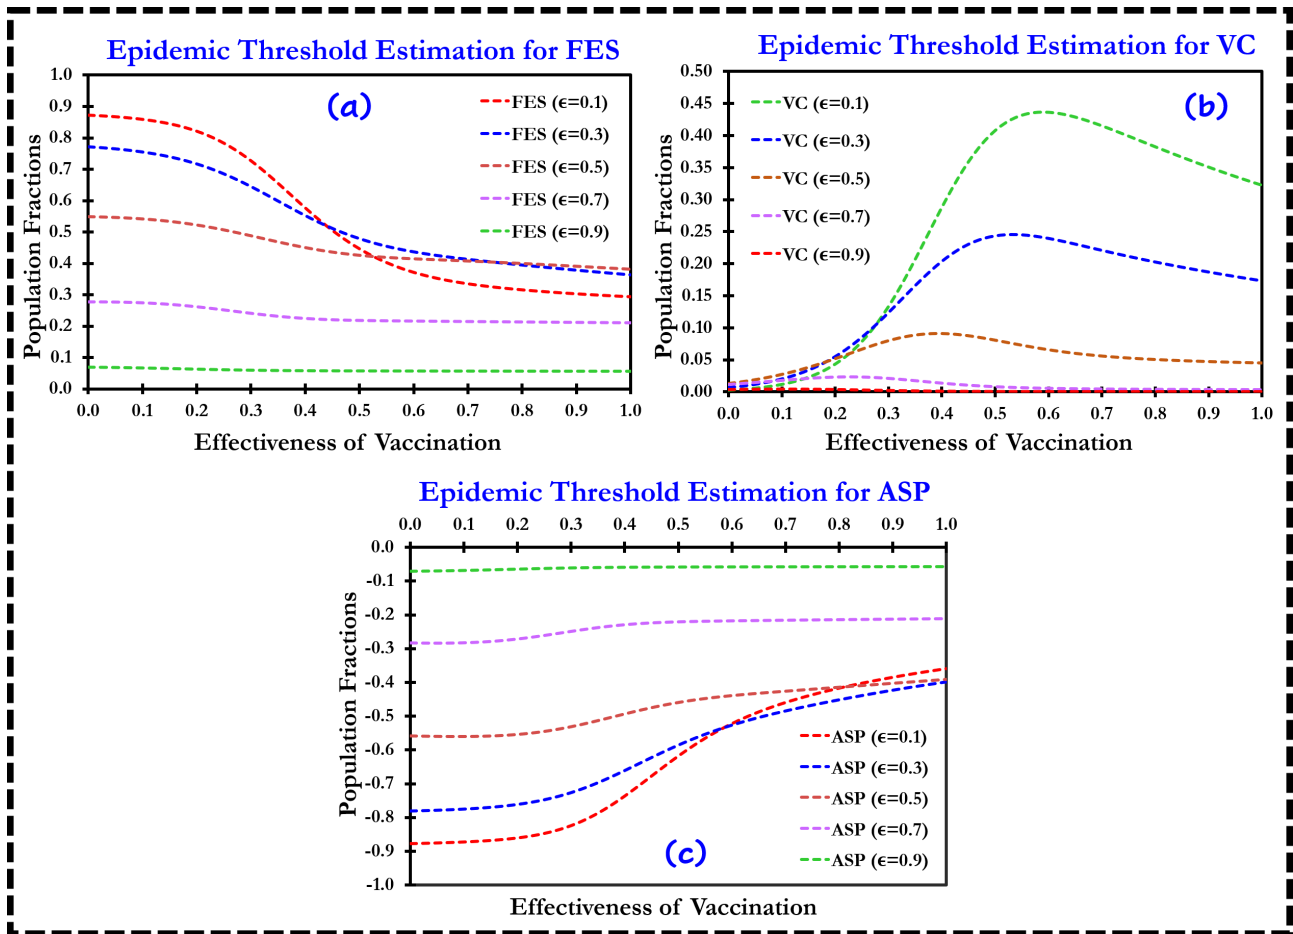 Epidemic Threshold Estimation for FES
(a)
Population Fractions
1.0
0.9
0.8
0.7
0.6
0.5
0.4
0.3
0.2
0.1
0.0
FES (ϵ=0.1)
FES (ϵ=0.3)
FES (ϵ=0.5)
FES (ϵ=0.7)
FES (ϵ=0.9)
0.0 0.1 0.2 0.3 0.4 0.5 0.6 0.7 0.8 0.9 1.0
Effectiveness of Vaccination
Epidemic Threshold Estimation for VC
(b)
Population Fractions
0.50
0.45
0.40
0.35
0.30
0.25
0.20
0.15
0.10
0.05
0.00
VC (ϵ=0.1)
VC (ϵ=0.3)
VC (ϵ=0.5)
VC (ϵ=0.7)
VC (ϵ=0.9)
0.0 0.1 0.2 0.3 0.4 0.5 0.6 0.7 0.8 0.9 1.0
Effectiveness of Vaccination
Epidemic Threshold Estimation for ASP
0.0 0.1 0.2 0.3 0.4 0.5 0.6 0.7 0.8 0.9 1.0
Population Fractions
0.0
-0.1
-0.2
-0.3
-0.4
-0.5
-0.6
-0.7
-0.8
-0.9
-1.0
ASP (ϵ=0.1)
ASP (ϵ=0.3)
ASP (ϵ=0.5)
ASP (ϵ=0.7)
ASP (ϵ=0.9)
(c)
Effectiveness of Vaccination